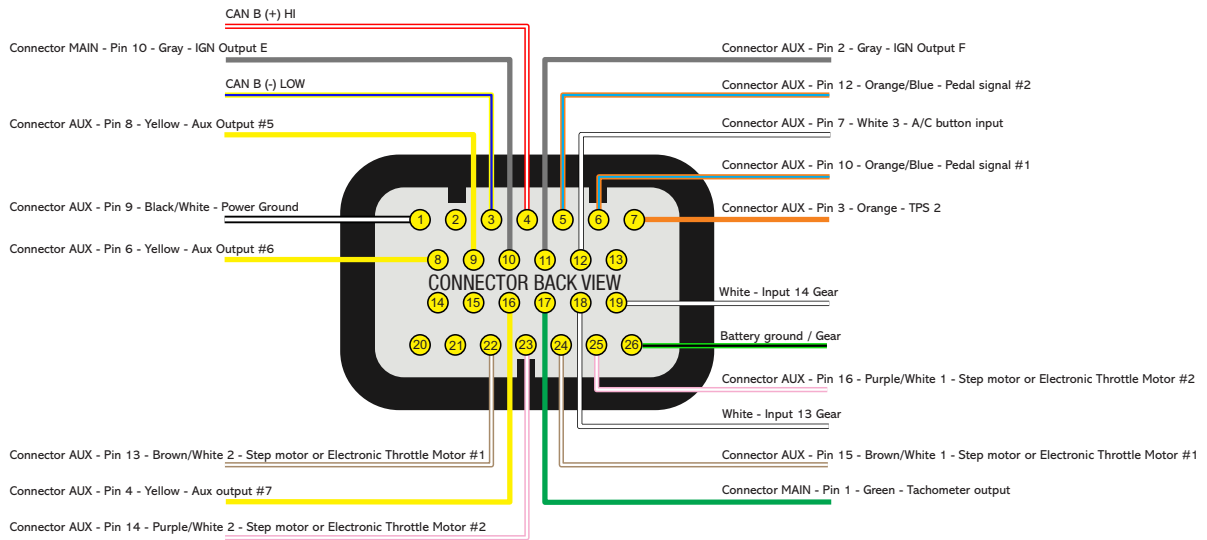 CAN B (+) HI
Connector MAIN - Pin 10 - Gray - IGN Output E
Connector AUX - Pin 2 - Gray - IGN Output F
CAN B (-) LOW
Connector AUX - Pin 12 - Orange/Blue - Pedal signal #2
Connector AUX - Pin 8 - Yellow - Aux Output #5
Connector AUX - Pin 7 - White 3 - A/C button input
Connector AUX - Pin 10 - Orange/Blue - Pedal signal #1
Connector AUX - Pin 9 - Black/White - Power Ground
Connector AUX - Pin 3 - Orange - TPS 2
1 2 3 4 5 6 7
Connector AUX - Pin 6 - Yellow - Aux Output #6
8 9 10 11 12 13
CONNECTOR BACK VIEW
White - Input 14 Gear
14 15 16 17 18 19
Battery ground / Gear
20 21 22 23 24 25 26
Connector AUX - Pin 16 - Purple/White 1 - Step motor or Electronic Throttle Motor #2
White - Input 13 Gear
Connector AUX - Pin 13 - Brown/White 2 - Step motor or Electronic Throttle Motor #1
Connector AUX - Pin 15 - Brown/White 1 - Step motor or Electronic Throttle Motor #1
Connector AUX - Pin 4 - Yellow - Aux output #7
Connector MAIN - Pin 1 - Green - Tachometer output
Connector AUX - Pin 14 - Purple/White 2 - Step motor or Electronic Throttle Motor #2